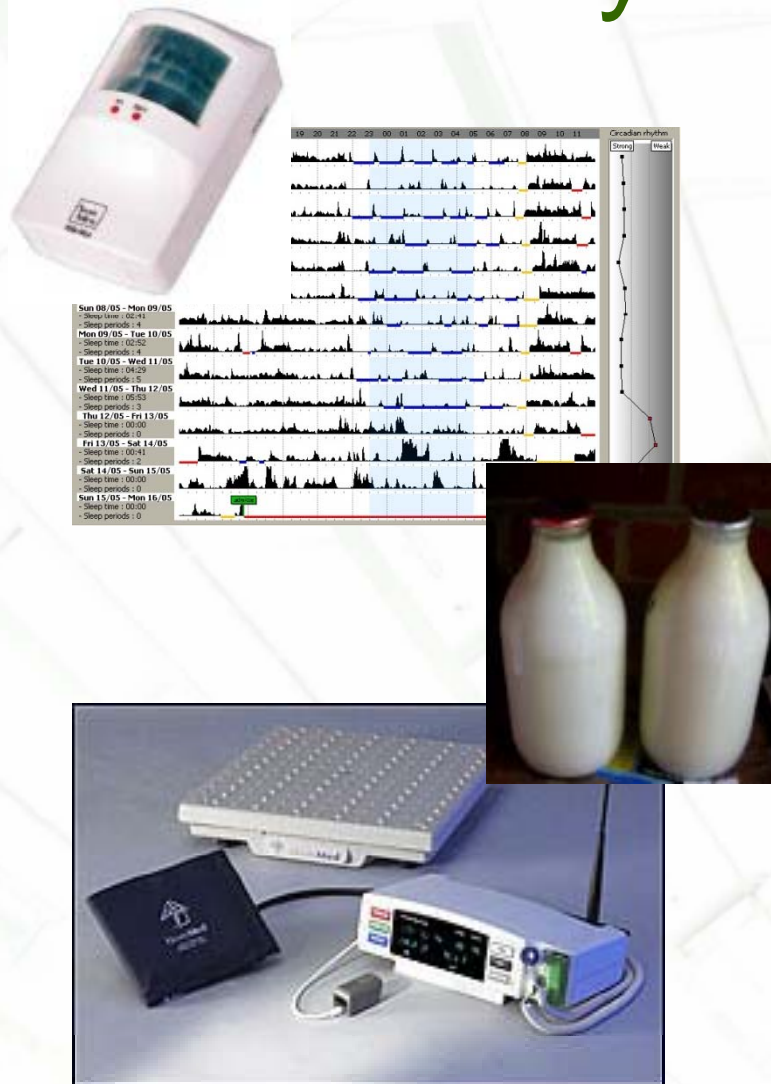 y
19 20 21 22 23 00 01 02 03 04 05 06 07 08 09 10 11
Circadian rhythm
Strong Weak
Sun 08/05 - Mon 09/05
- Sleep time : 02:41
- Sleep periods : 4
Mon 09/05 - Tue 10/05
- Sleep time : 02:52
- Sleep periods : 4
Tue 10/05 - Wed 11/05
- Sleep time : 04:29
- Sleep periods : 5
Wed 11/05 - Thu 12/05
- Sleep time : 05:53
- Sleep periods : 3
Thu 12/05 - Fri 13/05
- Sleep time : 00:00
- Sleep periods : 0
Fri 13/05 - Sat 14/05
- Sleep time : 00:41
- Sleep periods : 2
Sat 14/05 - Sun 15/05
- Sleep time : 00:00
- Sleep periods : 0
Sun 15/05 - Mon 16/05
- Sleep time : 00:00
- Sleep periods : 0